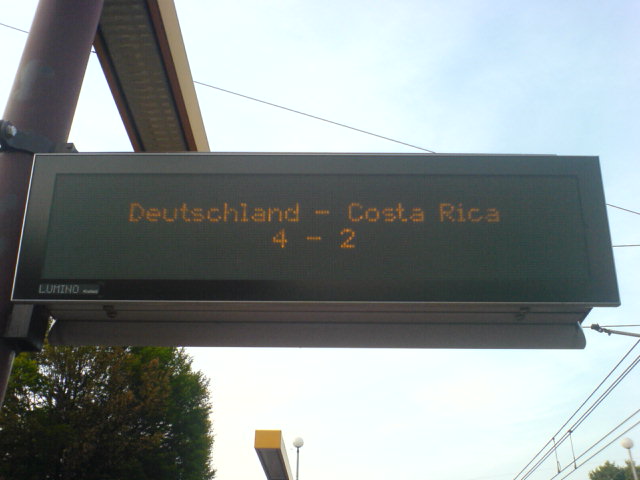 Deutschland - Costa Rica
4 - 2
LUMINO